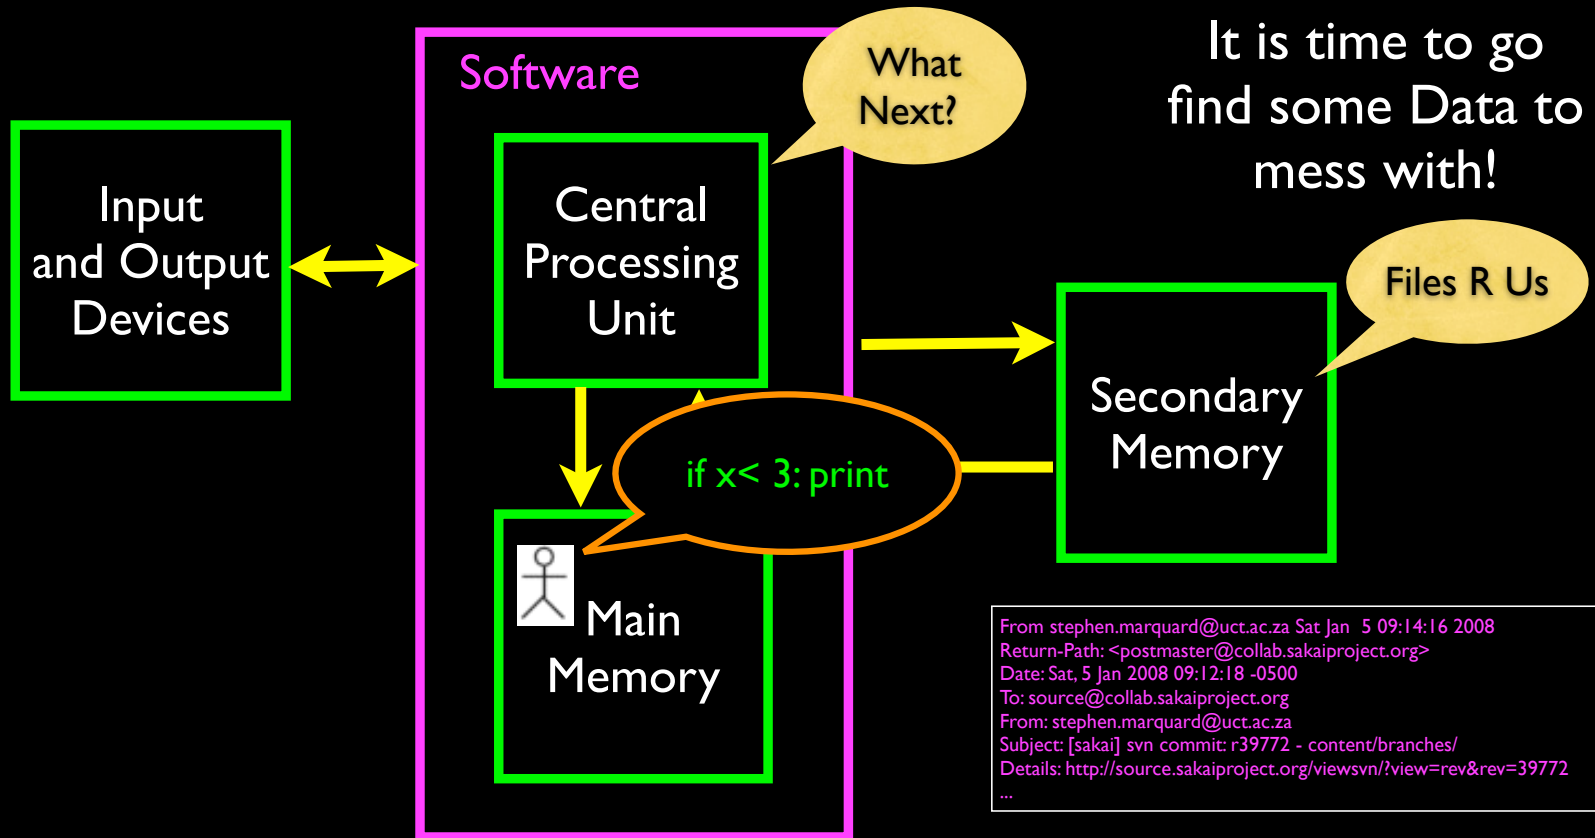 Software
What
Next?
It is time to go
find some Data to
mess with!
Input
and Output
Devices
Central
Processing
Unit
Files R Us
Secondary
Memory
if x< 3: print
Main
Memory
From stephen.marquard@uct.ac.za Sat Jan  5 09:14:16 2008
Return-Path: <postmaster@collab.sakaiproject.org>
Date: Sat, 5 Jan 2008 09:12:18 -0500
To: source@collab.sakaiproject.org
From: stephen.marquard@uct.ac.za
Subject: [sakai] svn commit: r39772 - content/branches/
Details: http://source.sakaiproject.org/viewsvn/?view=rev&rev=39772
...